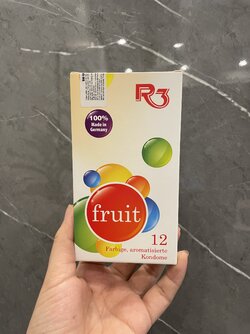 R3
100%
Made in
Germany
fruit
12
Farbige, aromatisierte
Kondome